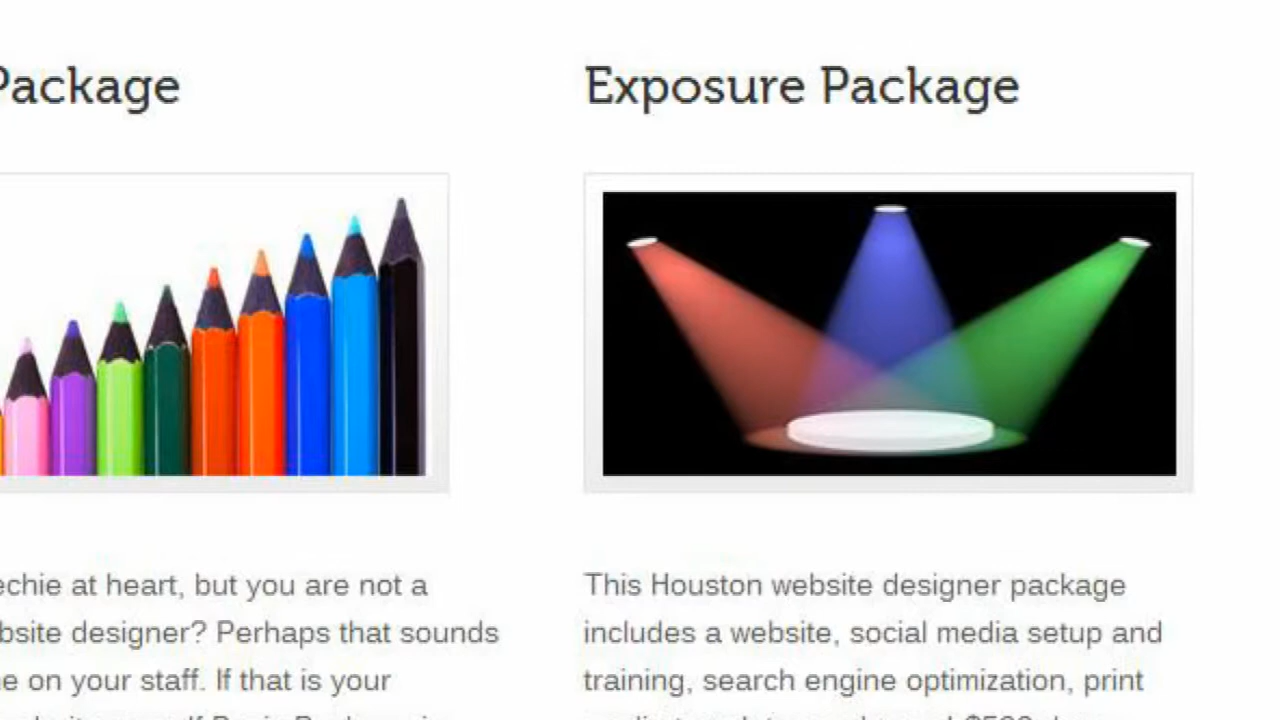 Package
Exposure Package
echie at heart, but you are not a
bsite designer? Perhaps that sounds
e on your staff. If that is your
This Houston website designer package
includes a website, social media setup and
training, search engine optimization, print